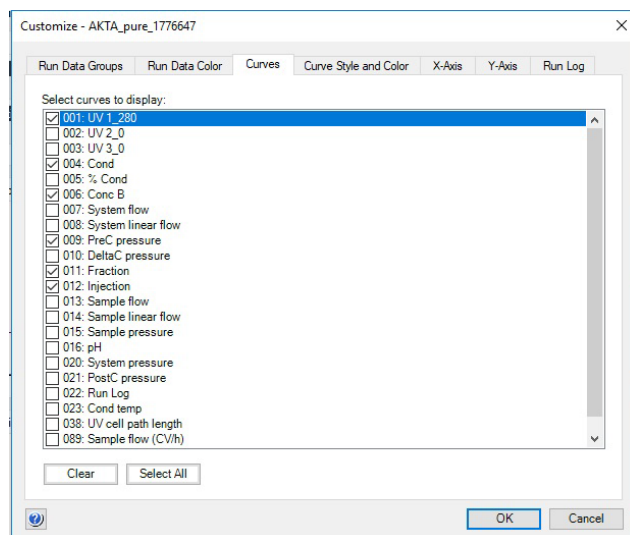 Customize - AKTA_pure_1776647
Run Data Groups Run Data Color Curves Curve Style and Color X-Axis Y-Axis Run Log
Select curves to display:
001: UV 1_280
002: UV 2_0
003: UV 3_0
004: Cond
005: % Cond
006: Conc B
007: System flow
008: System linear flow
009: PreC pressure
010: DeltaC pressure
011: Fraction
012: Injection
013: Sample flow
014: Sample linear flow
015: Sample pressure
016: pH
020: System pressure
021: PostC pressure
022: Run Log
023: Cond temp
038: UV cell path length
089: Sample flow (CV/h)
Clear Select All
OK Cancel